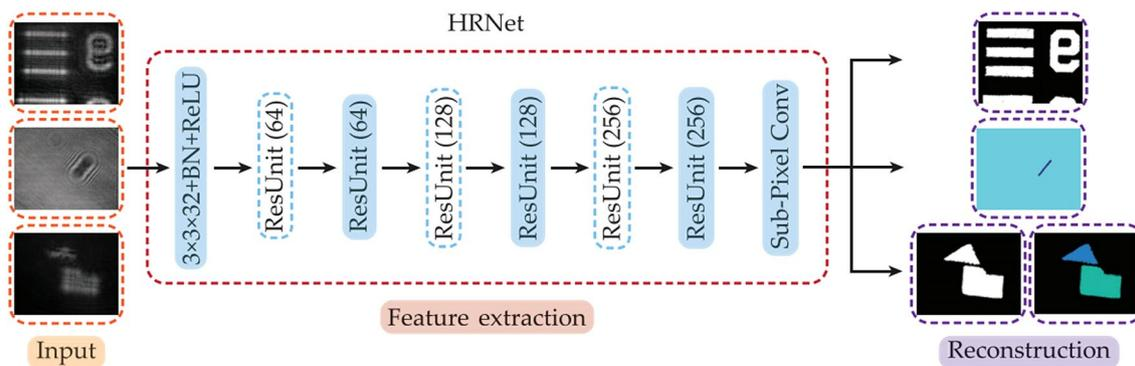 HRNet
3×3×32+BN+ReLU
ResUnit (64)
ResUnit (64)
ResUnit (128)
ResUnit (128)
ResUnit (256)
ResUnit (256)
Sub-Pixel Conv
Feature extraction
Input
Reconstruction